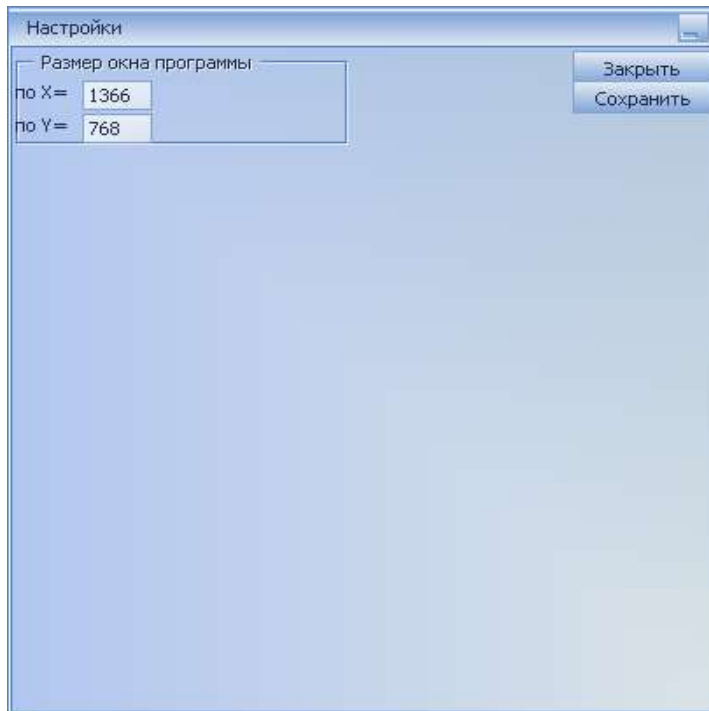 Настройки
Размер окна программы
по X= 1366
по Y= 768
Закрыть
Сохранить